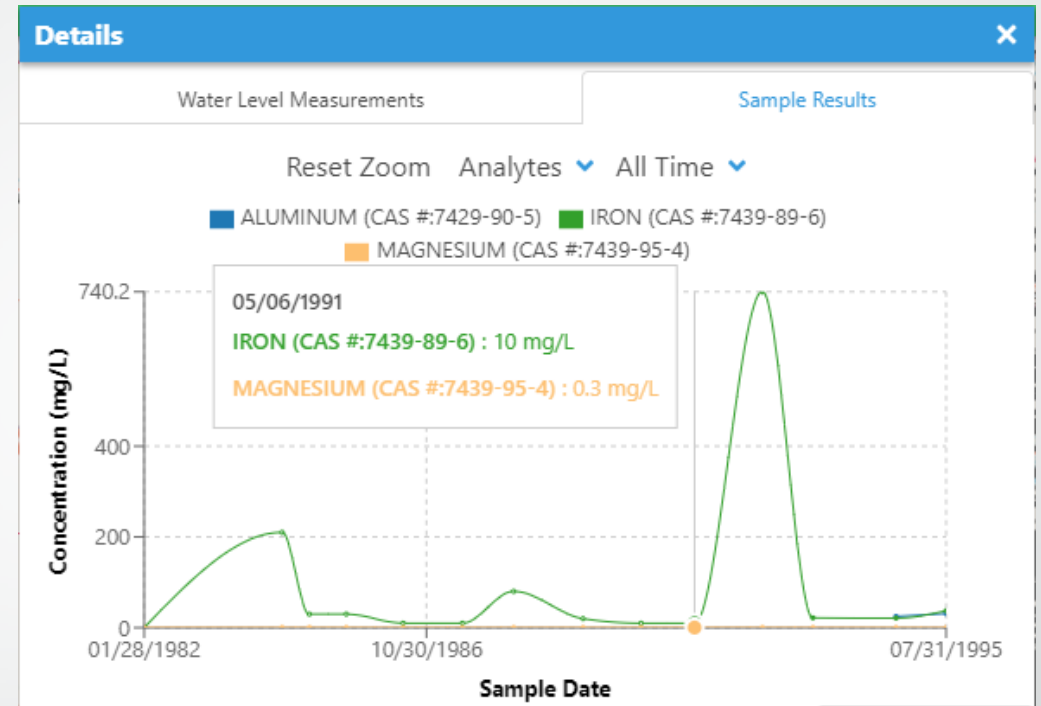 Details
Water Level Measurements
Sample Results
Reset Zoom Analytes All Time
ALUMINUM (CAS #:7429-90-5) IRON (CAS #:7439-89-6)
MAGNESIUM (CAS #:7439-95-4)
740.2
05/06/1991
IRON (CAS #:7439-89-6) : 10 mg/L
MAGNESIUM (CAS #:7439-95-4) : 0.3 mg/L
Concentration (mg/L)
400
200
0
01/28/1982
10/30/1986
07/31/1995
Sample Date